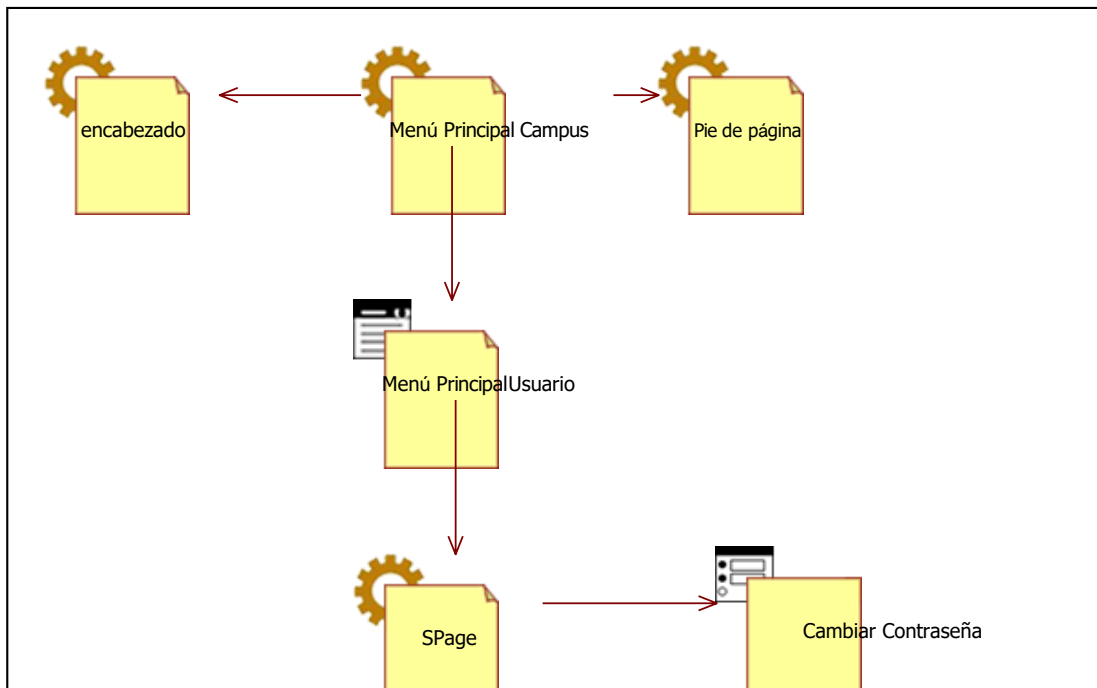 encabezado
Menú Principal Campus
Pie de página
Menú PrincipalUsuario
SPage
Cambiar Contraseña